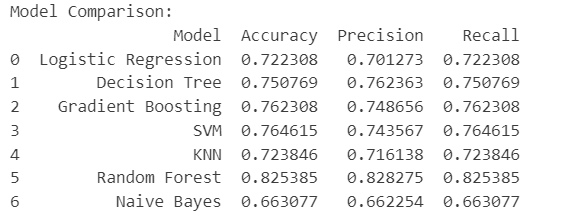 Model Comparison:
Model Accuracy Precision Recall
0 Logistic Regression 0.722308 0.701273 0.722308
1 Decision Tree 0.750769 0.762363 0.750769
2 Gradient Boosting 0.762308 0.748656 0.762308
3 SVM 0.764615 0.743567 0.764615
4 KNN 0.723846 0.716138 0.723846
5 Random Forest 0.825385 0.828275 0.825385
6 Naive Bayes 0.663077 0.662254 0.663077